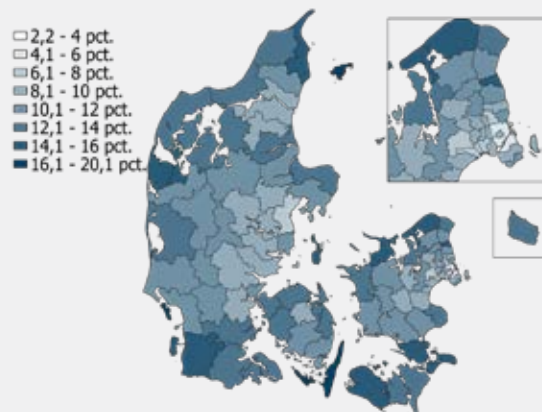 2,2 - 4 pct.
4,1 - 6 pct.
6,1 - 8 pct.
8,1 - 10 pct.
10,1 - 12 pct.
12,1 - 14 pct.
14,1 - 16 pct.
16,1 - 20,1 pct.